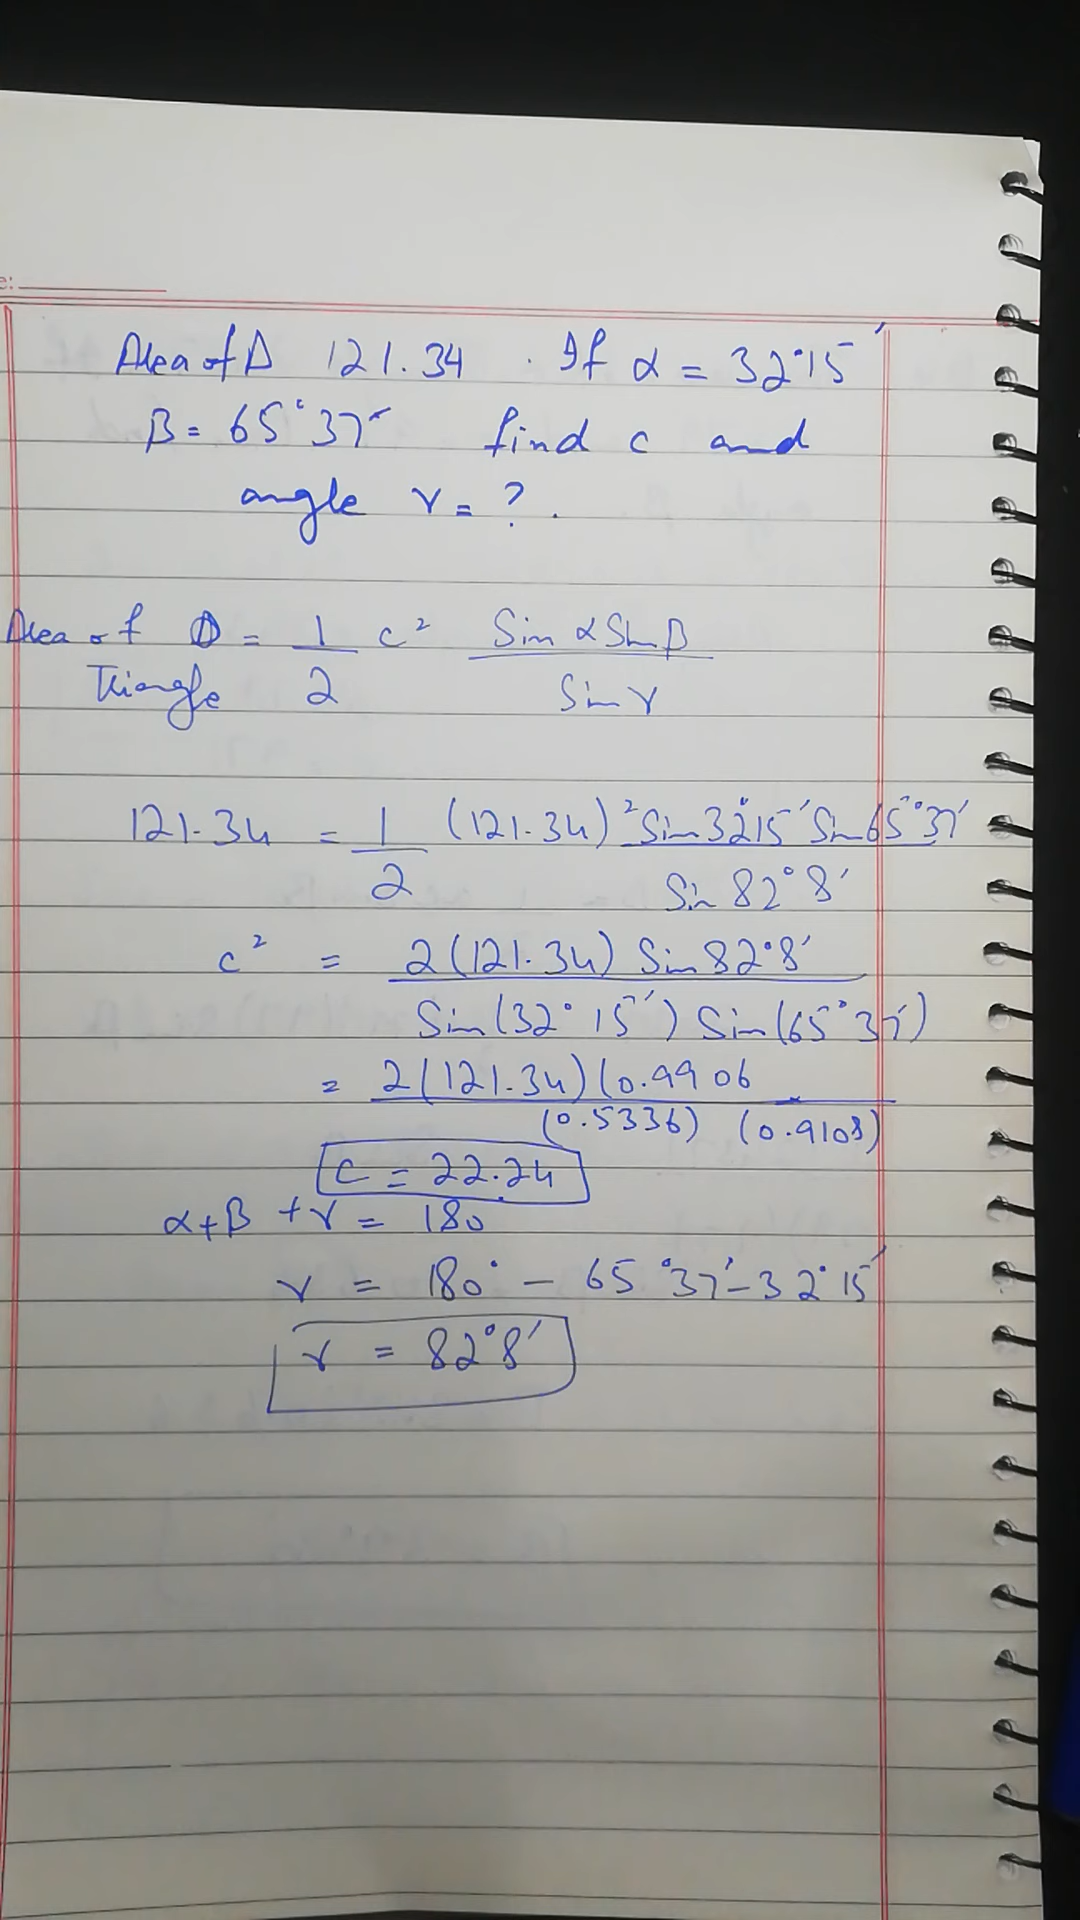 e:
Area of Δ 121.34 . If α = 32°15′
β = 65°37′ find c and
angle γ = ? .
Area of Δ = 1/2 c² Sin α Sin β / Sin γ
Triangle
121.34 = 1/2 (121.34)² Sin 32°15′ Sin 65°37′ / Sin 82°8′
c² = 2(121.34) Sin 82°8′ / Sin(32°15′) Sin(65°37′)
= 2(121.34)(0.9906 / (0.5336) (0.9108)
c = 22.24
α + β + γ = 180
γ = 180° - 65°37′ - 32°15′
γ = 82°8′